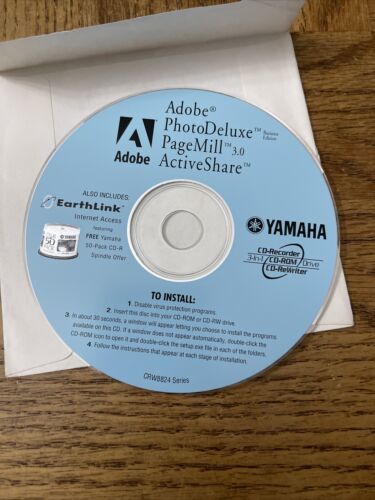 Adobe®
PhotoDeluxe™ Business Edition
PageMill™ 3.0
ActiveShare™
Adobe
ALSO INCLUDES:
EarthLink™
Internet Access
featuring
FREE Yamaha
50-Pack CD-R
Spindle Offer
50
YAMAHA
YAMAHA
CD-Recorder
3-in-1 CD-ROM Drive
CD-ReWriter
TO INSTALL:
1. Disable virus protection programs.
2. Insert this disc into your CD-ROM or CD-RW drive.
3. In about 30 seconds, a window will appear letting you choose to install the programs
available on this CD. If a window does not appear automatically, double-click the
CD-ROM icon to open it and double-click the setup.exe file in each of the folders.
4. Follow the instructions that appear at each stage of installation.
CRW8824 Series